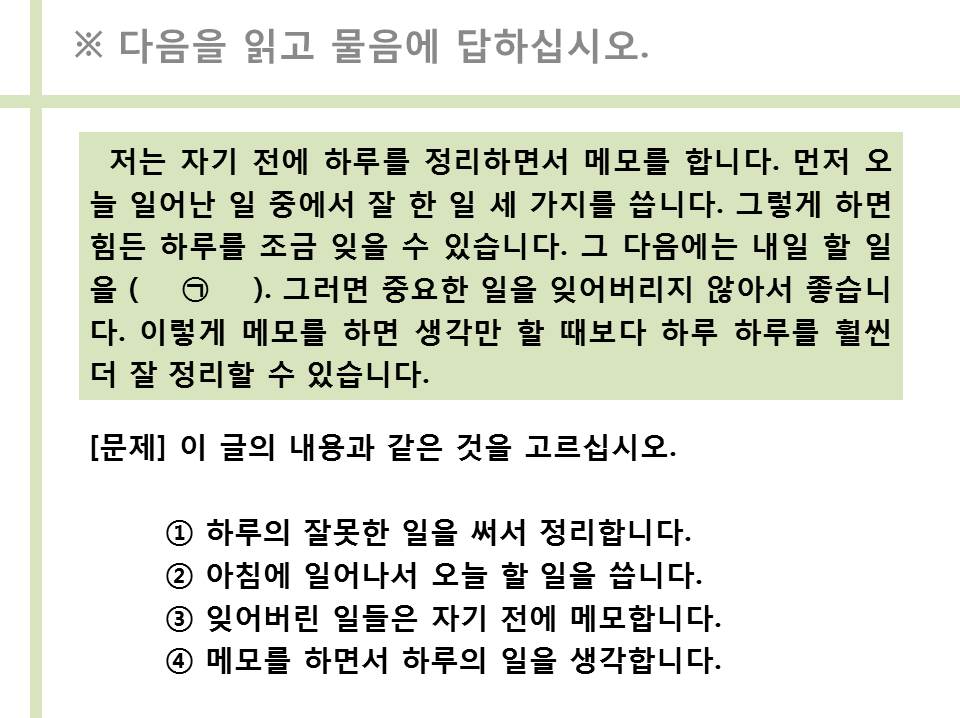 ※ 다음을 읽고 물음에 답하십시오.
저는 자기 전에 하루를 정리하면서 메모를 합니다. 먼저 오
늘 일어난 일 중에서 잘 한 일 세 가지를 씁니다. 그렇게 하면
힘든 하루를 조금 잊을 수 있습니다. 그 다음에는 내일 할 일
을 ( ㉠ ). 그러면 중요한 일을 잊어버리지 않아서 좋습니
다. 이렇게 메모를 하면 생각만 할 때보다 하루 하루를 훨씬
더 잘 정리할 수 있습니다.
[문제] 이 글의 내용과 같은 것을 고르십시오.
① 하루의 잘못한 일을 써서 정리합니다.
② 아침에 일어나서 오늘 할 일을 씁니다.
③ 잊어버린 일들은 자기 전에 메모합니다.
④ 메모를 하면서 하루의 일을 생각합니다.